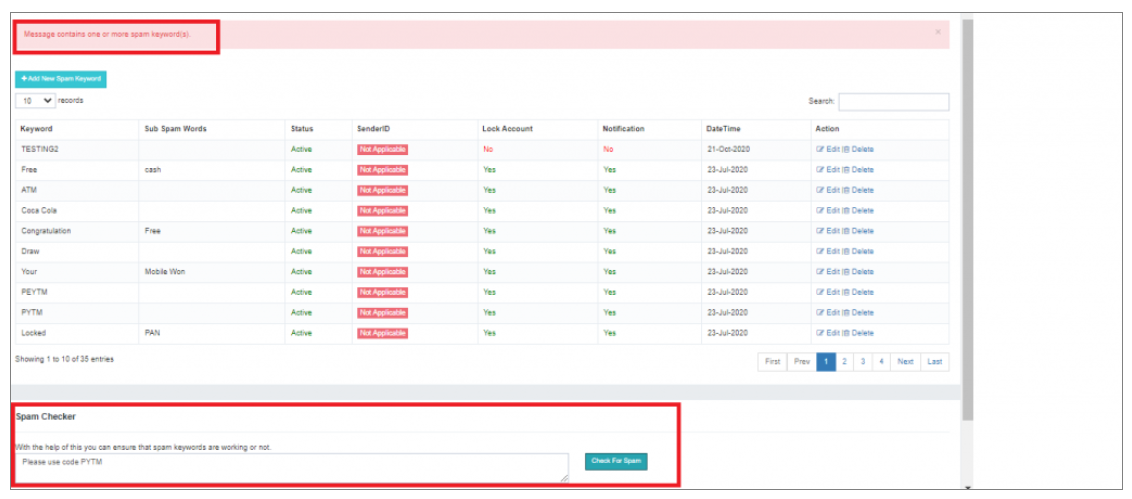 Message contains one or more spam keyword(s).
×
+ Add New Spam Keyword
10 records Search:
Keyword Sub Spam Words Status SenderID Lock Account Notification DateTime Action
TESTING2 Active Not Applicable No No 21-Oct-2020 Edit | Delete
Free cash Active Not Applicable Yes Yes 23-Jul-2020 Edit | Delete
ATM Active Not Applicable Yes Yes 23-Jul-2020 Edit | Delete
Coca Cola Active Not Applicable Yes Yes 23-Jul-2020 Edit | Delete
Congratulation Free Active Not Applicable Yes Yes 23-Jul-2020 Edit | Delete
Draw Active Not Applicable Yes Yes 23-Jul-2020 Edit | Delete
Your Mobile Won Active Not Applicable Yes Yes 23-Jul-2020 Edit | Delete
PEYTM Active Not Applicable Yes Yes 23-Jul-2020 Edit | Delete
PYTM Active Not Applicable Yes Yes 23-Jul-2020 Edit | Delete
Locked PAN Active Not Applicable Yes Yes 23-Jul-2020 Edit | Delete
Showing 1 to 10 of 35 entries First Prev 1 2 3 4 Next Last
Spam Checker
With the help of this you can ensure that spam keywords are working or not.
Please use code PYTM Check For Spam